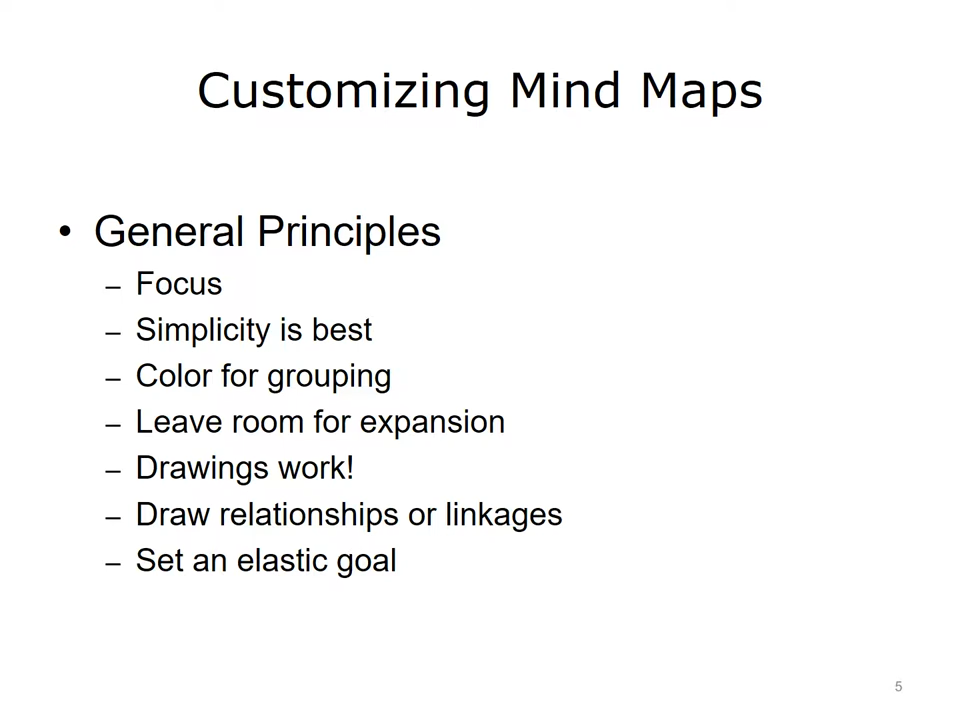 Customizing Mind Maps
• General Principles
– Focus
– Simplicity is best
– Color for grouping
– Leave room for expansion
– Drawings work!
– Draw relationships or linkages
– Set an elastic goal
5